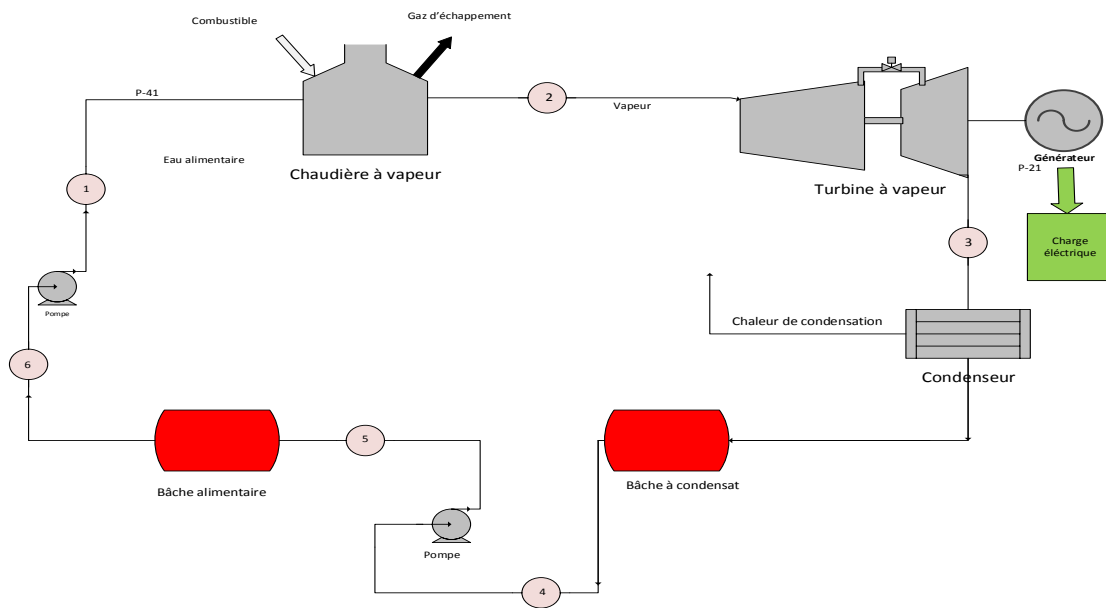 Combustible
Gaz d'échappement
P-41
2
Vapeur
Eau alimentaire
Chaudière à vapeur
Générateur
P-21
Turbine à vapeur
1
Charge
éléctrique
3
Pompe
Chaleur de condensation
6
Condenseur
5
Bâche alimentaire
Bâche à condensat
Pompe
4